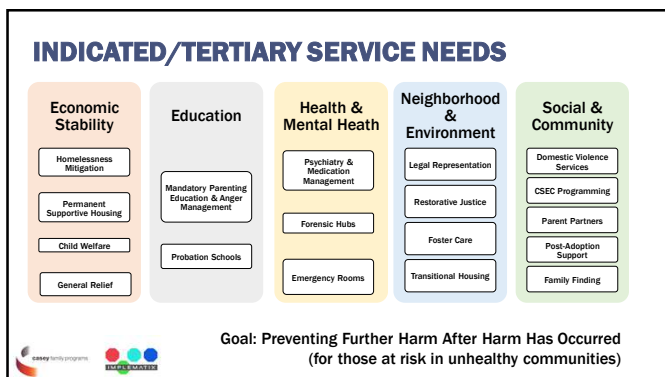 INDICATED/TERTIARY SERVICE NEEDS
Economic
Stability
Homelessness
Mitigation
Permanent
Supportive Housing
Child Welfare
General Relief
Education
Mandatory Parenting
Education & Anger
Management
Probation Schools
Health &
Mental Heath
Psychiatry &
Medication
Management
Forensic Hubs
Emergency Rooms
Neighborhood
&
Environment
Legal Representation
Restorative Justice
Foster Care
Transitional Housing
Social &
Community
Domestic Violence
Services
CSEC Programming
Parent Partners
Post-Adoption
Support
Family Finding
Goal: Preventing Further Harm After Harm Has Occurred
(for those at risk in unhealthy communities)
casey family programs
IMPLEMATIX